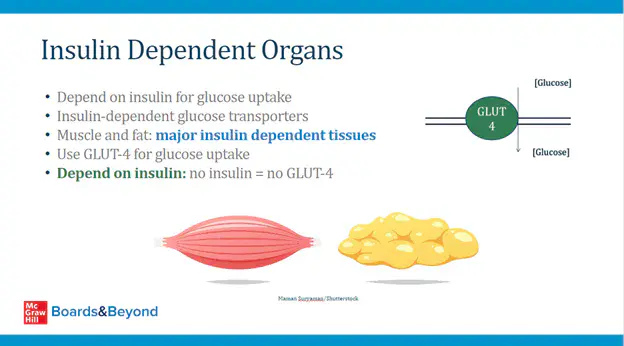 Insulin Dependent Organs
• Depend on insulin for glucose uptake
• Insulin-dependent glucose transporters
• Muscle and fat: major insulin dependent tissues
• Use GLUT-4 for glucose uptake
• Depend on insulin: no insulin = no GLUT-4
[Glucose]
GLUT
4
[Glucose]
Maman Suryaman/Shutterstock
Mc
Graw
Hill
Boards&Beyond